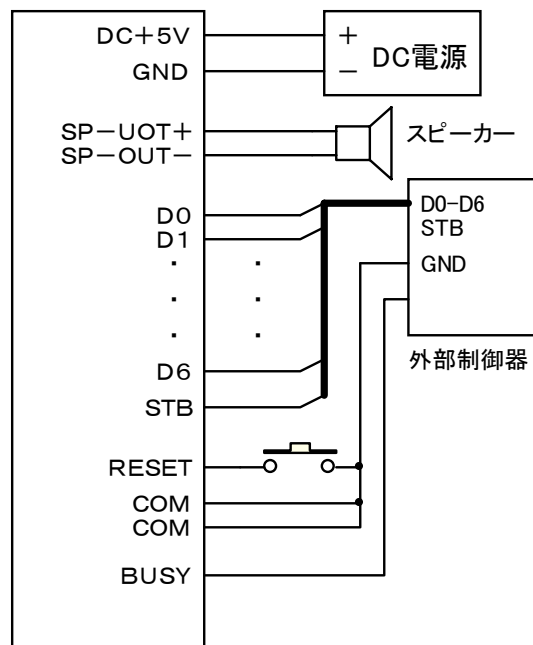 DC+5V
GND
+
−
DC電源
SP−UOT+
SP−OUT−
スピーカー
D0
D1
D6
STB
D0-D6
STB
GND
外部制御器
RESET
COM
COM
BUSY